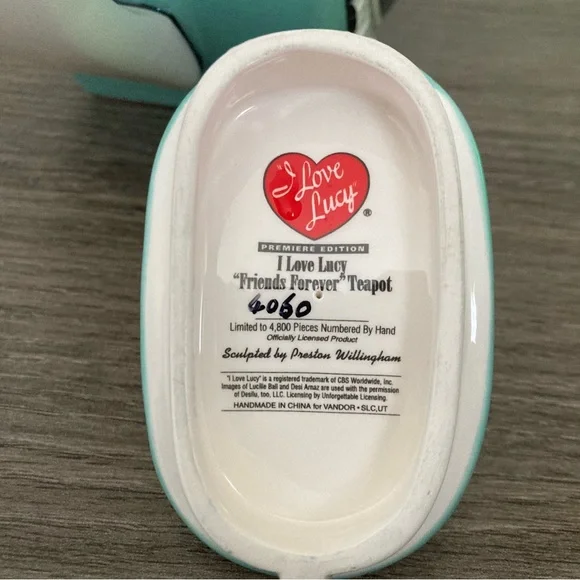 I Love
Lucy
®
PREMIERE EDITION
I Love Lucy
"Friends Forever" Teapot
4060
Limited to 4,800 Pieces Numbered By Hand
Officially Licensed Product
Sculpted by Preston Willingham
"I Love Lucy" is a registered trademark of CBS Worldwide, Inc.
Images of Lucille Ball and Desi Arnaz are used with the permission
of Desilu, too, LLC. Licensing by Unforgettable Licensing.
HANDMADE IN CHINA for VANDOR • SLC,UT